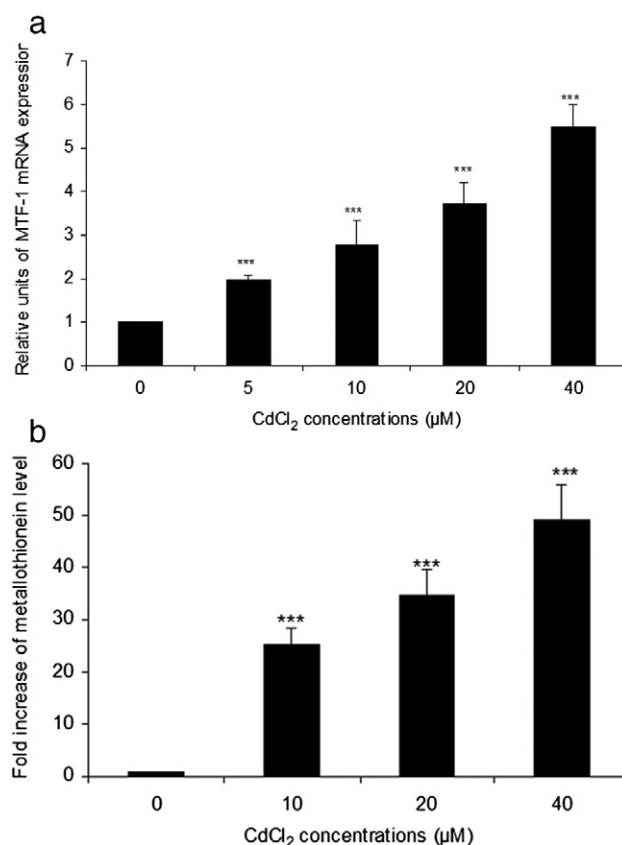 a
Relative units of MTF-1 mRNA expression
7
6
5
4
3
2
1
0
***
***
***
***
0 5 10 20 40
CdCl₂ concentrations (µM)
b
Fold increase of metallothionein level
60
50
40
30
20
10
0
***
***
***
0 10 20 40
CdCl₂ concentrations (µM)